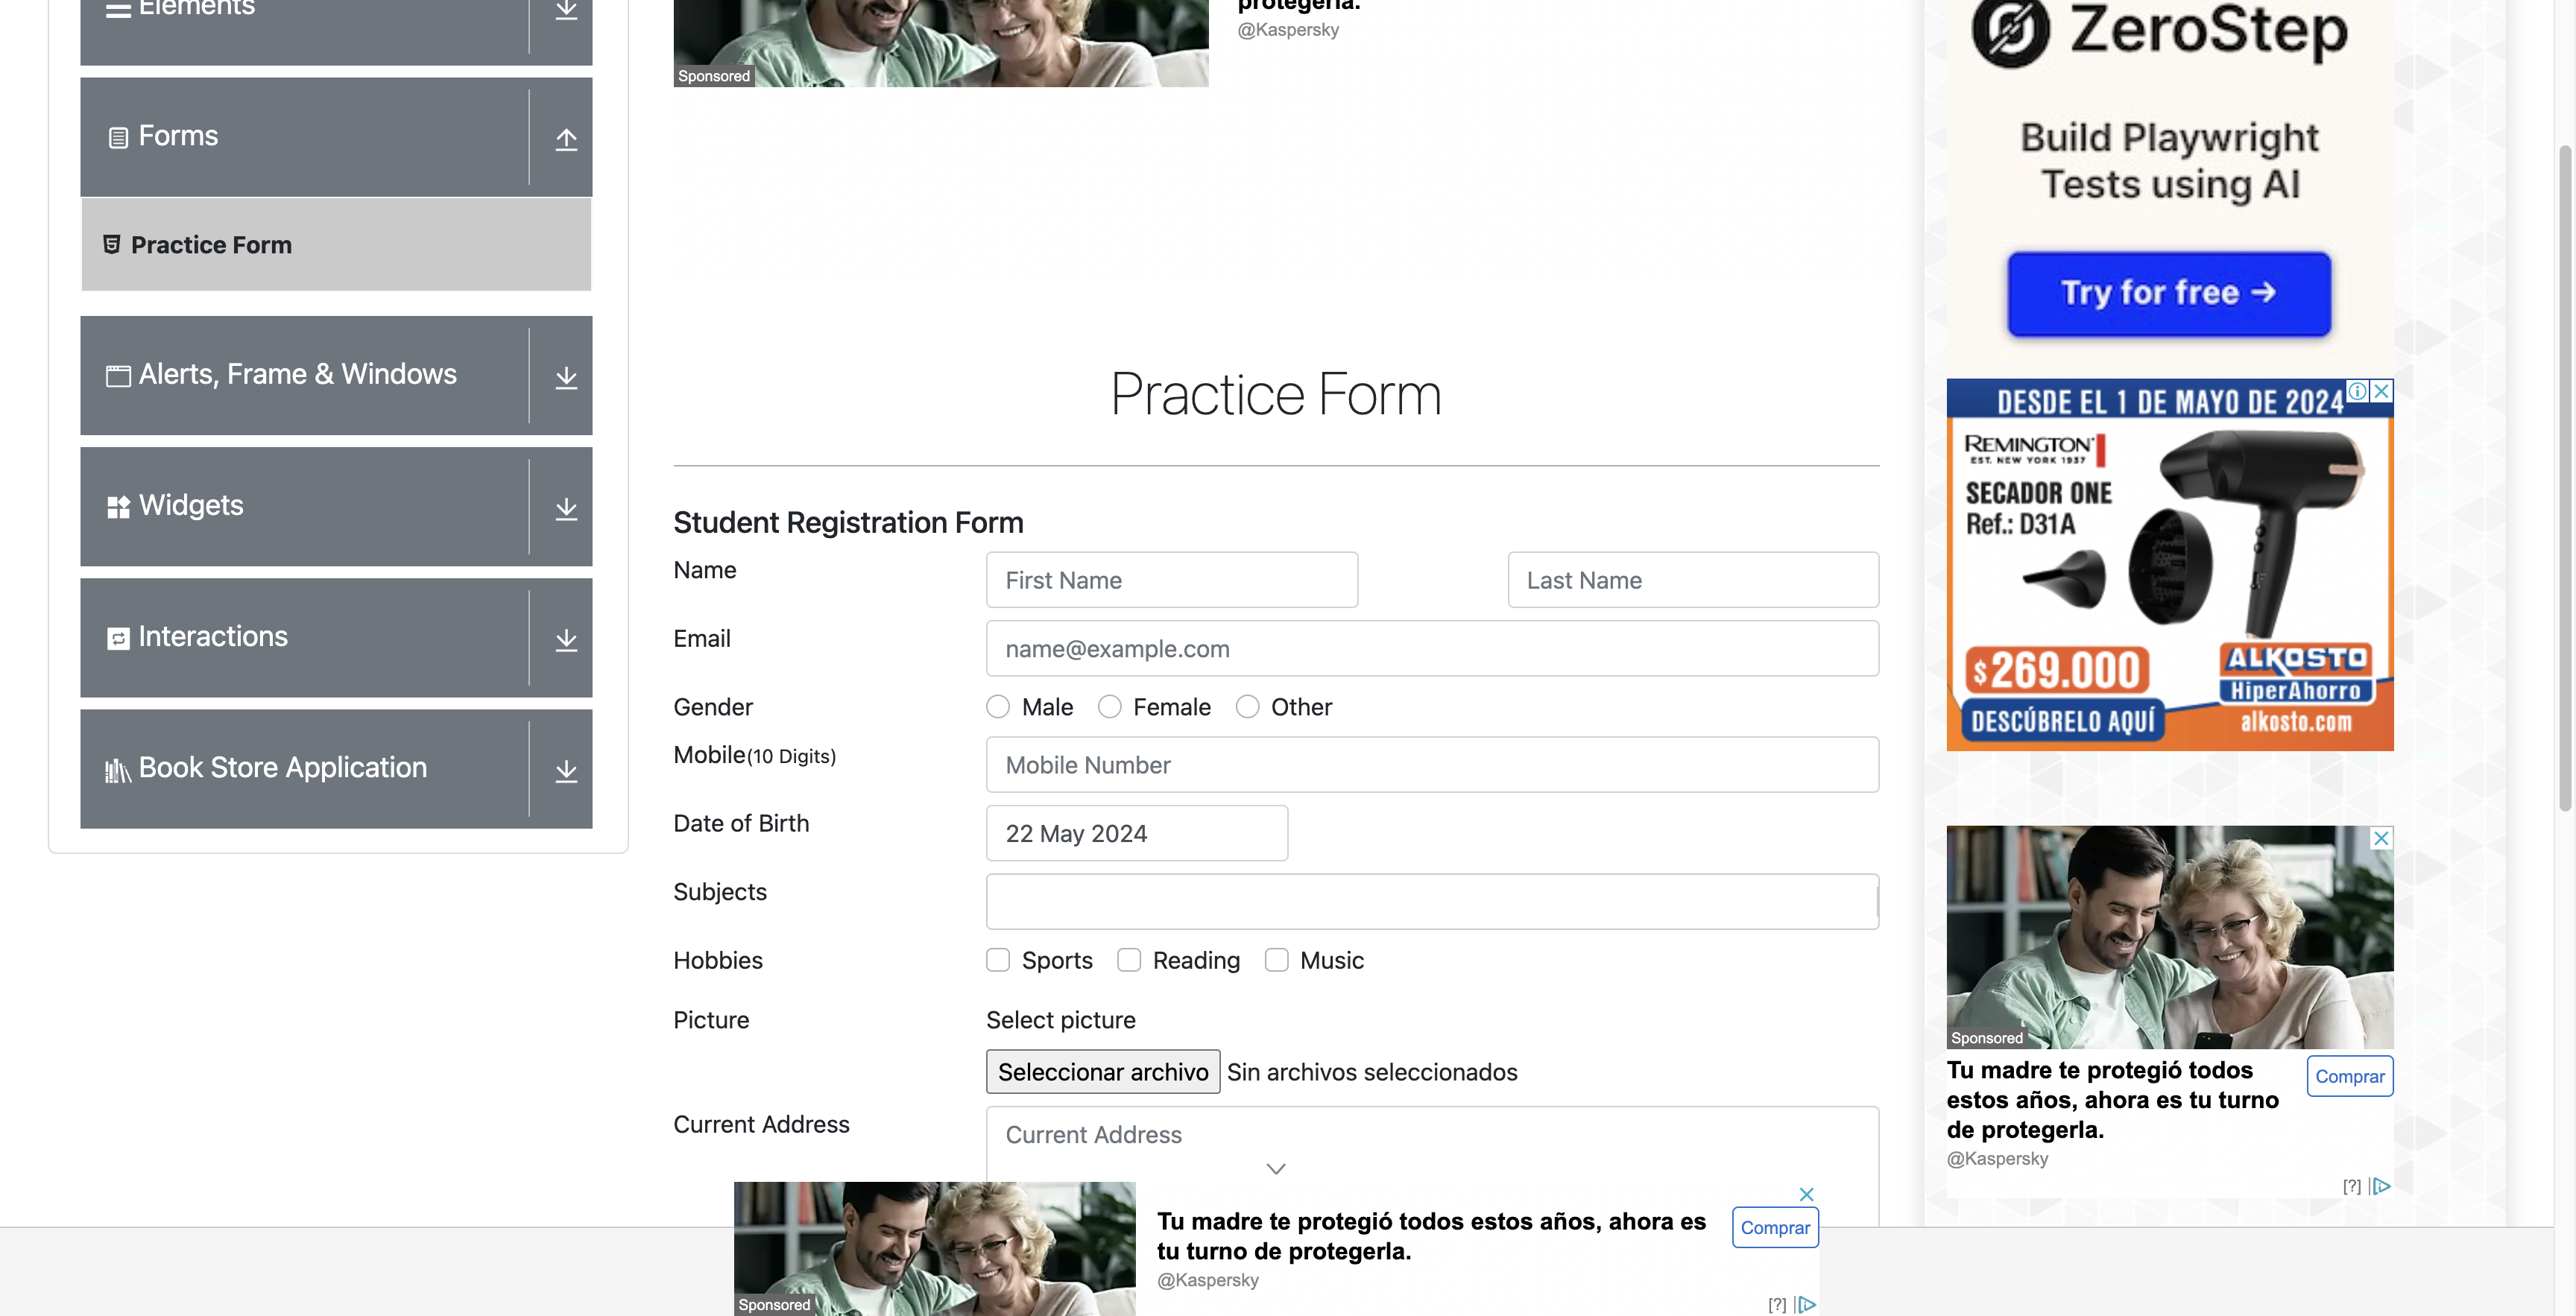 Elements
Forms
Practice Form
Alerts, Frame & Windows
Widgets
Interactions
Book Store Application
protegerla.
@Kaspersky
Sponsored
Practice Form
Student Registration Form
Name
First Name
Last Name
Email
name@example.com
Gender
Male
Female
Other
Mobile(10 Digits)
Mobile Number
Date of Birth
22 May 2024
Subjects
Hobbies
Sports
Reading
Music
Picture
Select picture
Seleccionar archivo Sin archivos seleccionados
Current Address
Current Address
Tu madre te protegió todos estos años, ahora es
tu turno de protegerla.
@Kaspersky
Comprar
Sponsored
[?]
ZeroStep
Build Playwright
Tests using AI
Try for free →
DESDE EL 1 DE MAYO DE 2024
REMINGTON
EST. NEW YORK 1937
SECADOR ONE
Ref.: D31A
$269.000
DESCÚBRELO AQUÍ
ALKOSTO
HiperAhorro
alkosto.com
Sponsored
Tu madre te protegió todos
estos años, ahora es tu turno
de protegerla.
@Kaspersky
Comprar
[?]